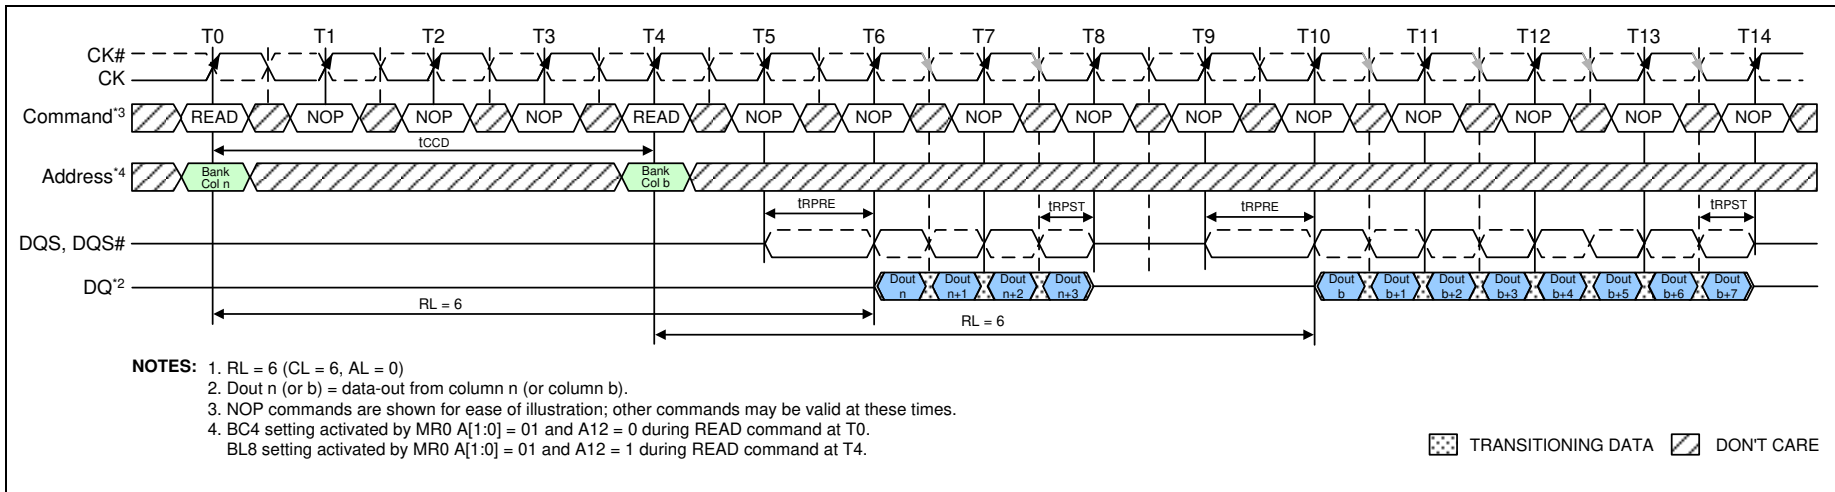 T0 T1 T2 T3 T4 T5 T6 T7 T8 T9 T10 T11 T12 T13 T14
CK#
CK
Command*3 READ NOP NOP NOP READ NOP NOP NOP NOP NOP NOP NOP NOP NOP NOP
tCCD
Address*4 Bank Col n Bank Col b
tRPRE tRPST tRPRE tRPST
DQS, DQS#
DQ*2 Dout n Dout n+1 Dout n+2 Dout n+3 Dout b Dout b+1 Dout b+2 Dout b+3 Dout b+4 Dout b+5 Dout b+6 Dout b+7
RL = 6
RL = 6
NOTES: 1. RL = 6 (CL = 6, AL = 0)
2. Dout n (or b) = data-out from column n (or column b).
3. NOP commands are shown for ease of illustration; other commands may be valid at these times.
4. BC4 setting activated by MR0 A[1:0] = 01 and A12 = 0 during READ command at T0.
BL8 setting activated by MR0 A[1:0] = 01 and A12 = 1 during READ command at T4.
TRANSITIONING DATA DON'T CARE